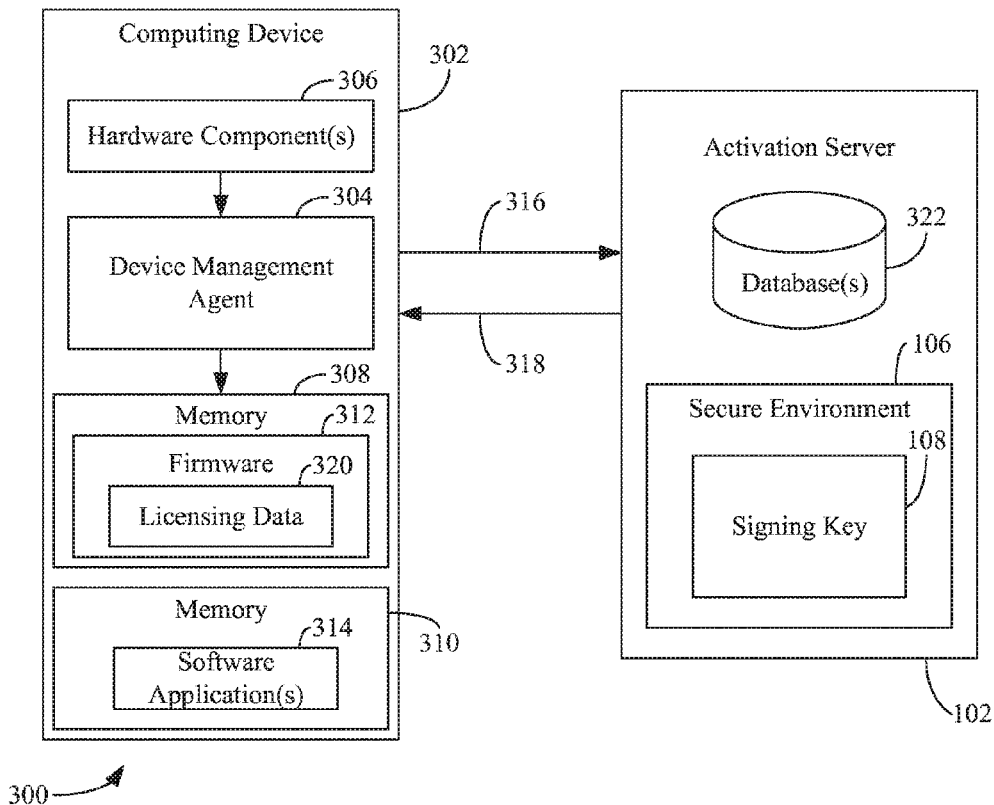 Computing Device
302
306
Hardware Component(s)
304
Device Management
Agent
308
Memory
312
Firmware
320
Licensing Data
Memory
314
310
Software
Application(s)
316
318
Activation Server
322
Database(s)
106
Secure Environment
108
Signing Key
102
300